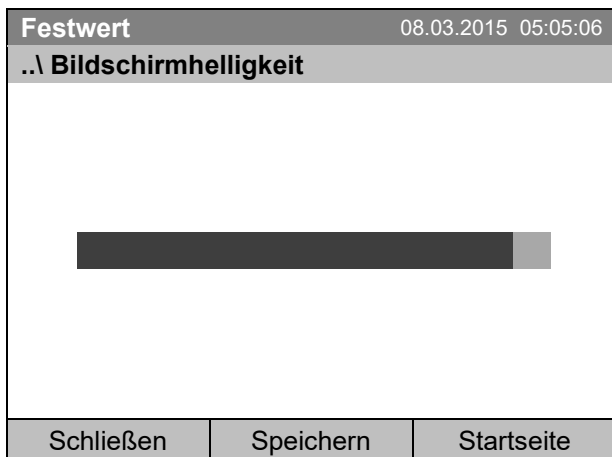 Festwert 08.03.2015 05:05:06
..\ Bildschirmhelligkeit
Schließen Speichern Startseite